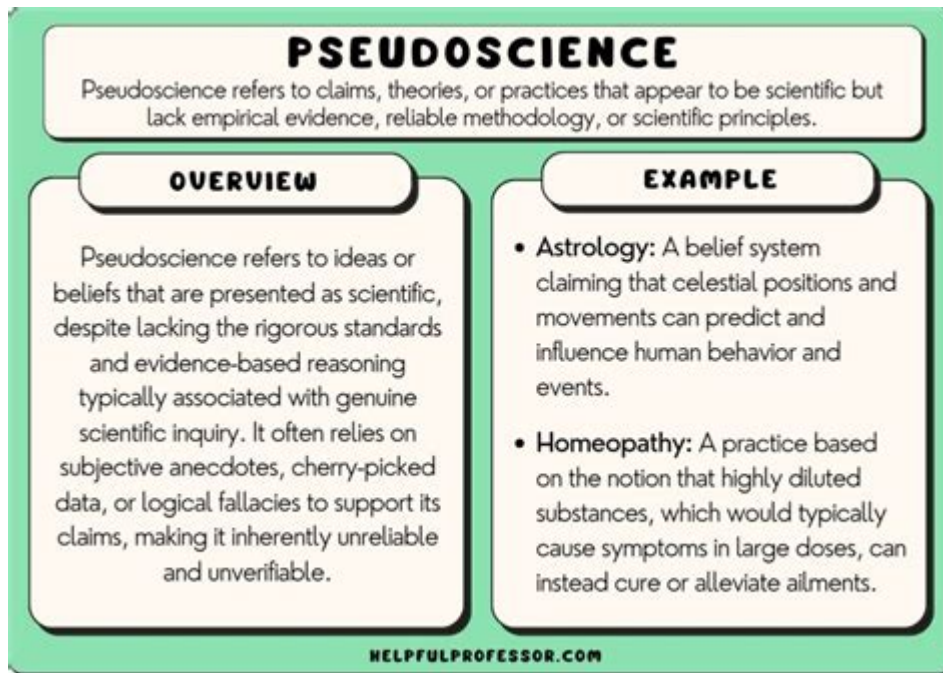 PSEUDOSCIENCE
Pseudoscience refers to claims, theories, or practices that appear to be scientific but
lack empirical evidence, reliable methodology, or scientific principles.
OVERVIEW
Pseudoscience refers to ideas or
beliefs that are presented as scientific,
despite lacking the rigorous standards
and evidence-based reasoning
typically associated with genuine
scientific inquiry. It often relies on
subjective anecdotes, cherry-picked
data, or logical fallacies to support its
claims, making it inherently unreliable
and unverifiable.
EXAMPLE
• Astrology: A belief system
claiming that celestial positions and
movements can predict and
influence human behavior and
events.
• Homeopathy: A practice based
on the notion that highly diluted
substances, which would typically
cause symptoms in large doses, can
instead cure or alleviate ailments.
HELPFULPROFESSOR.COM